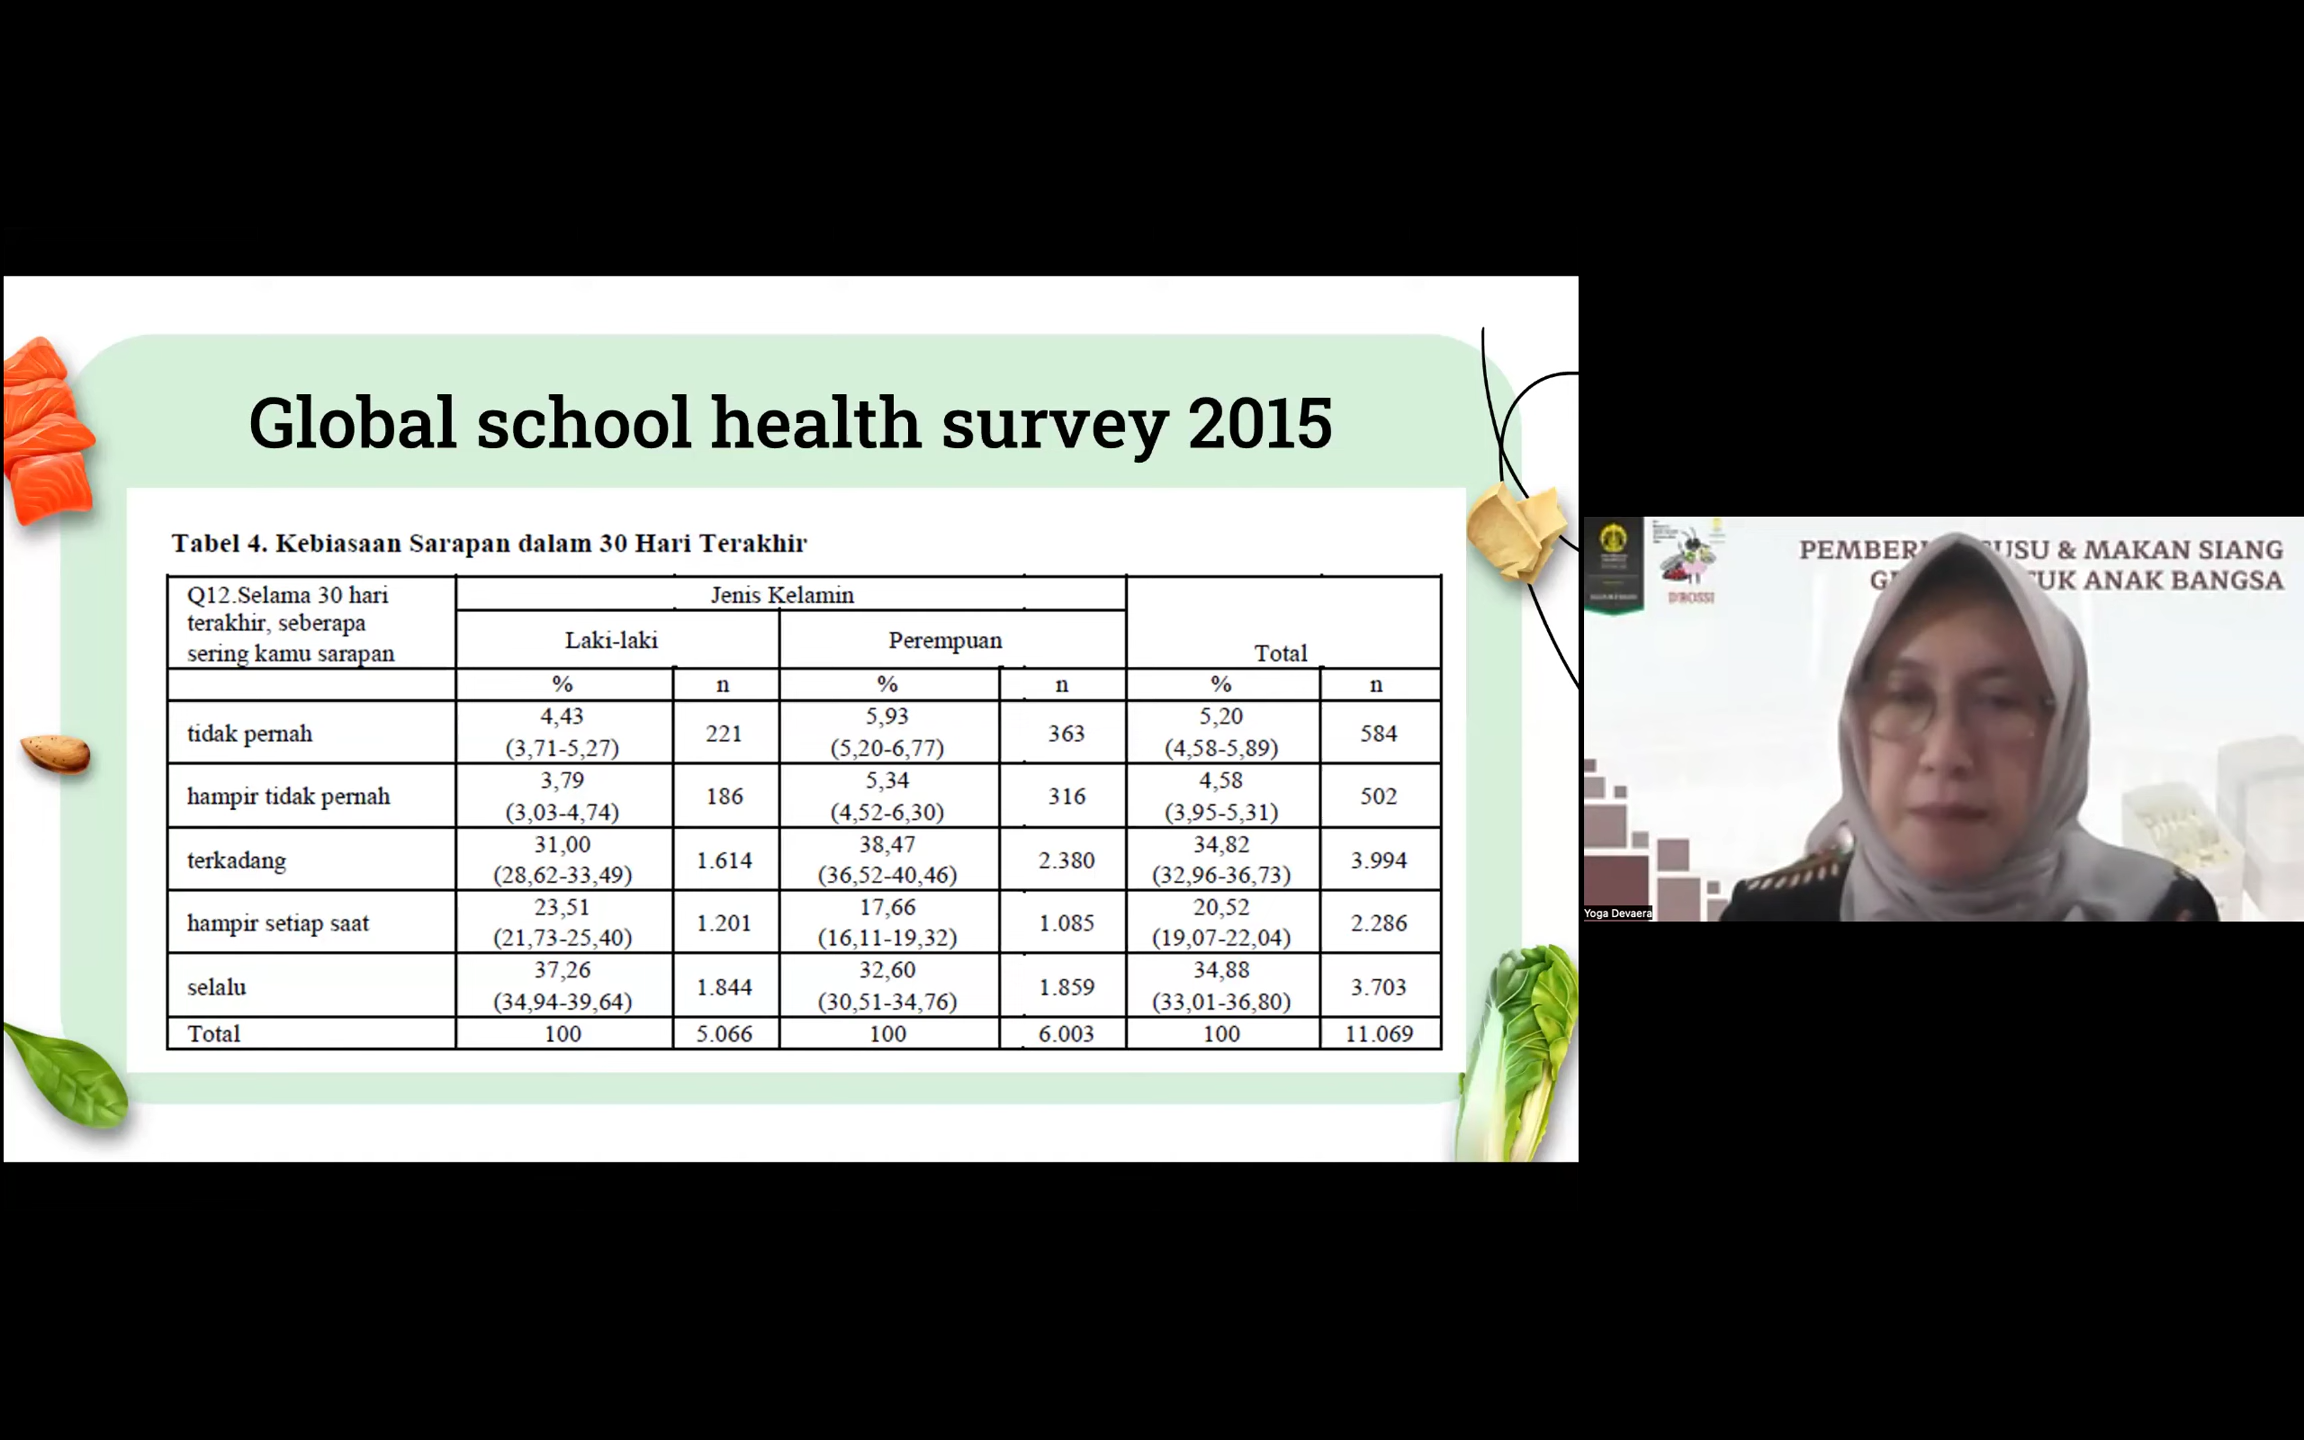 Global school health survey 2015
Tabel 4. Kebiasaan Sarapan dalam 30 Hari Terakhir
Q12.Selama 30 hari
terakhir, seberapa
sering kamu sarapan
Jenis Kelamin
Laki-laki Perempuan Total
% n % n % n
tidak pernah 4,43 (3,71-5,27) 221 5,93 (5,20-6,77) 363 5,20 (4,58-5,89) 584
hampir tidak pernah 3,79 (3,03-4,74) 186 5,34 (4,52-6,30) 316 4,58 (3,95-5,31) 502
terkadang 31,00 (28,62-33,49) 1.614 38,47 (36,52-40,46) 2.380 34,82 (32,96-36,73) 3.994
hampir setiap saat 23,51 (21,73-25,40) 1.201 17,66 (16,11-19,32) 1.085 20,52 (19,07-22,04) 2.286
selalu 37,26 (34,94-39,64) 1.844 32,60 (30,51-34,76) 1.859 34,88 (33,01-36,80) 3.703
Total 100 5.066 100 6.003 100 11.069
& MAKAN SIANG
ANAK BANGSA
D'ROSSI
Yoga Devaera